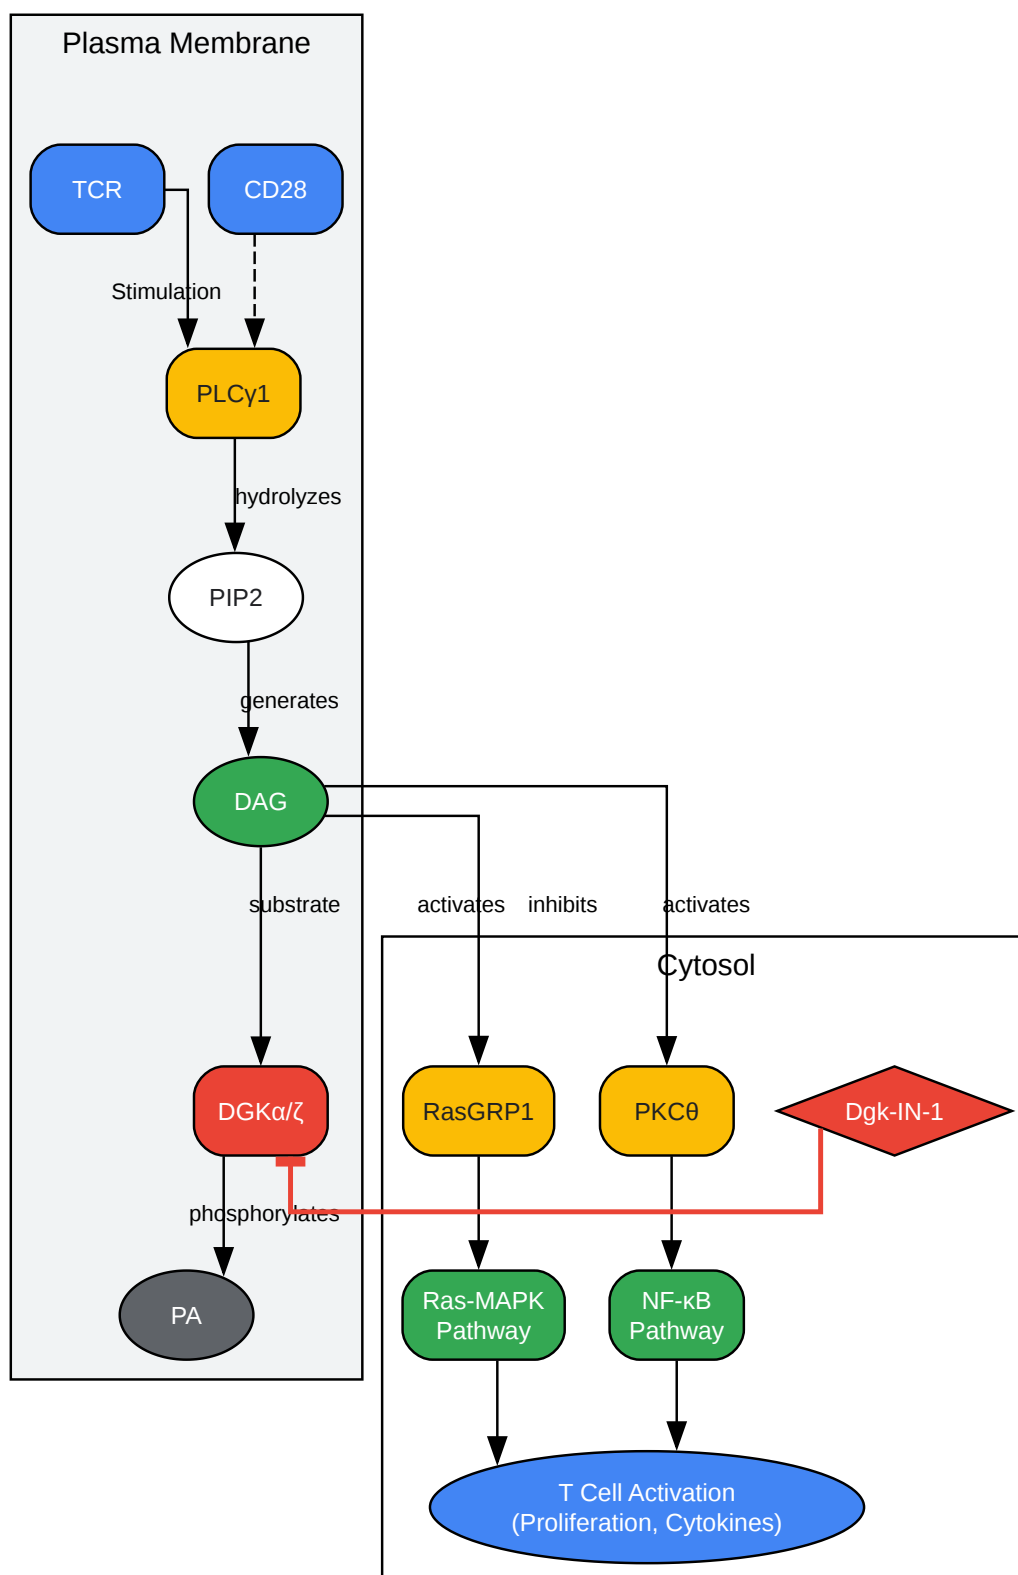 Plasma Membrane
TCR
CD28
Stimulation
PLCγ1
hydrolyzes
PIP2
generates
DAG
substrate
activates
inhibits
activates
Cytosol
DGKα/ζ
RasGRP1
PKCθ
Dgk-IN-1
phosphorylates
PA
Ras-MAPK
Pathway
NF-κB
Pathway
T Cell Activation
(Proliferation, Cytokines)